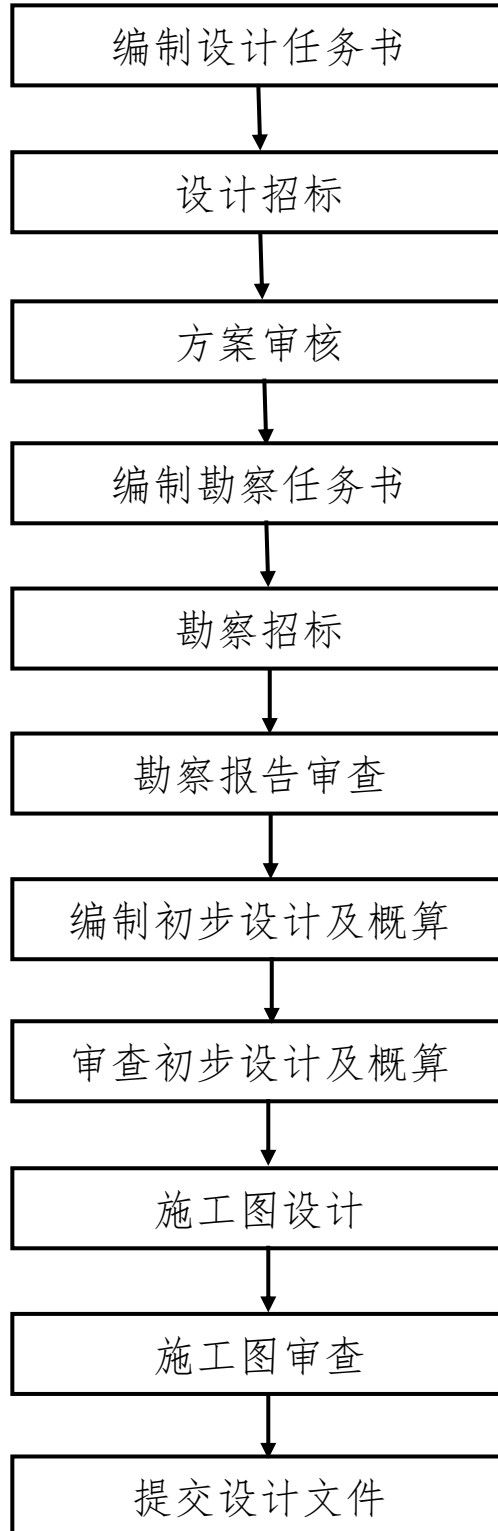 编制设计任务书
设计招标
方案审核
编制勘察任务书
勘察招标
勘察报告审查
编制初步设计及概算
审查初步设计及概算
施工图设计
施工图审查
提交设计文件